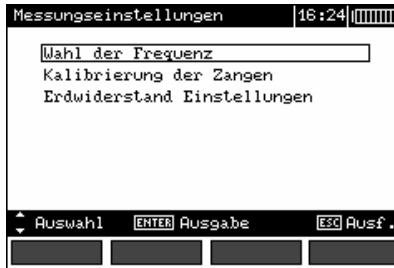 Messungseinstellungen 16:24
Wahl der Frequenz
Kalibrierung der Zangen
Erdwiderstand Einstellungen
Auswahl ENTER Ausgabe ESC Ausf.